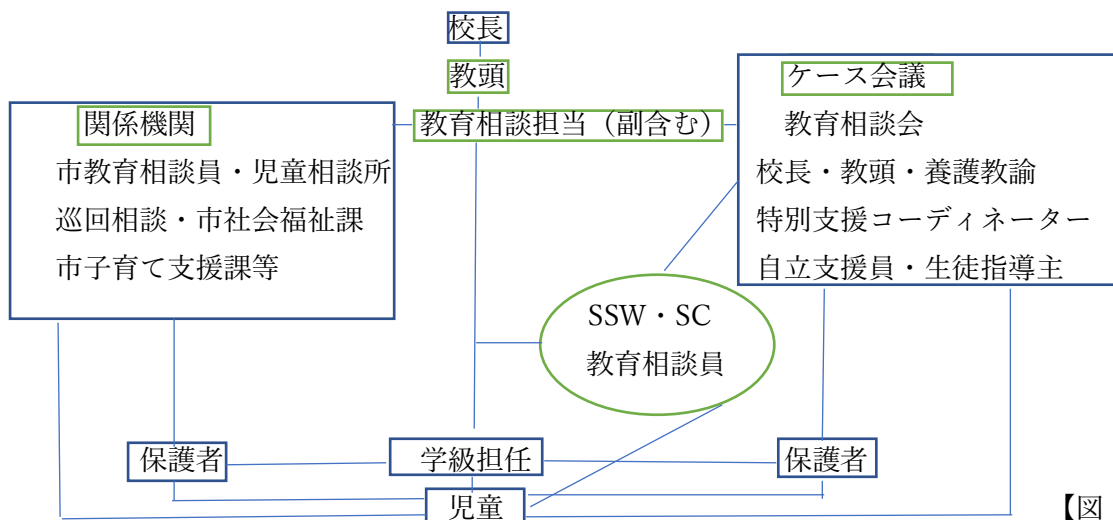 校長
教頭
教育相談担当（副含む）
関係機関
市教育相談員・児童相談所
巡回相談・市社会福祉課
市子育て支援課等
ケース会議
教育相談会
校長・教頭・養護教諭
特別支援コーディネーター
自立支援員・生徒指導主
SSW・SC
教育相談員
保護者
学級担任
保護者
児童
【図